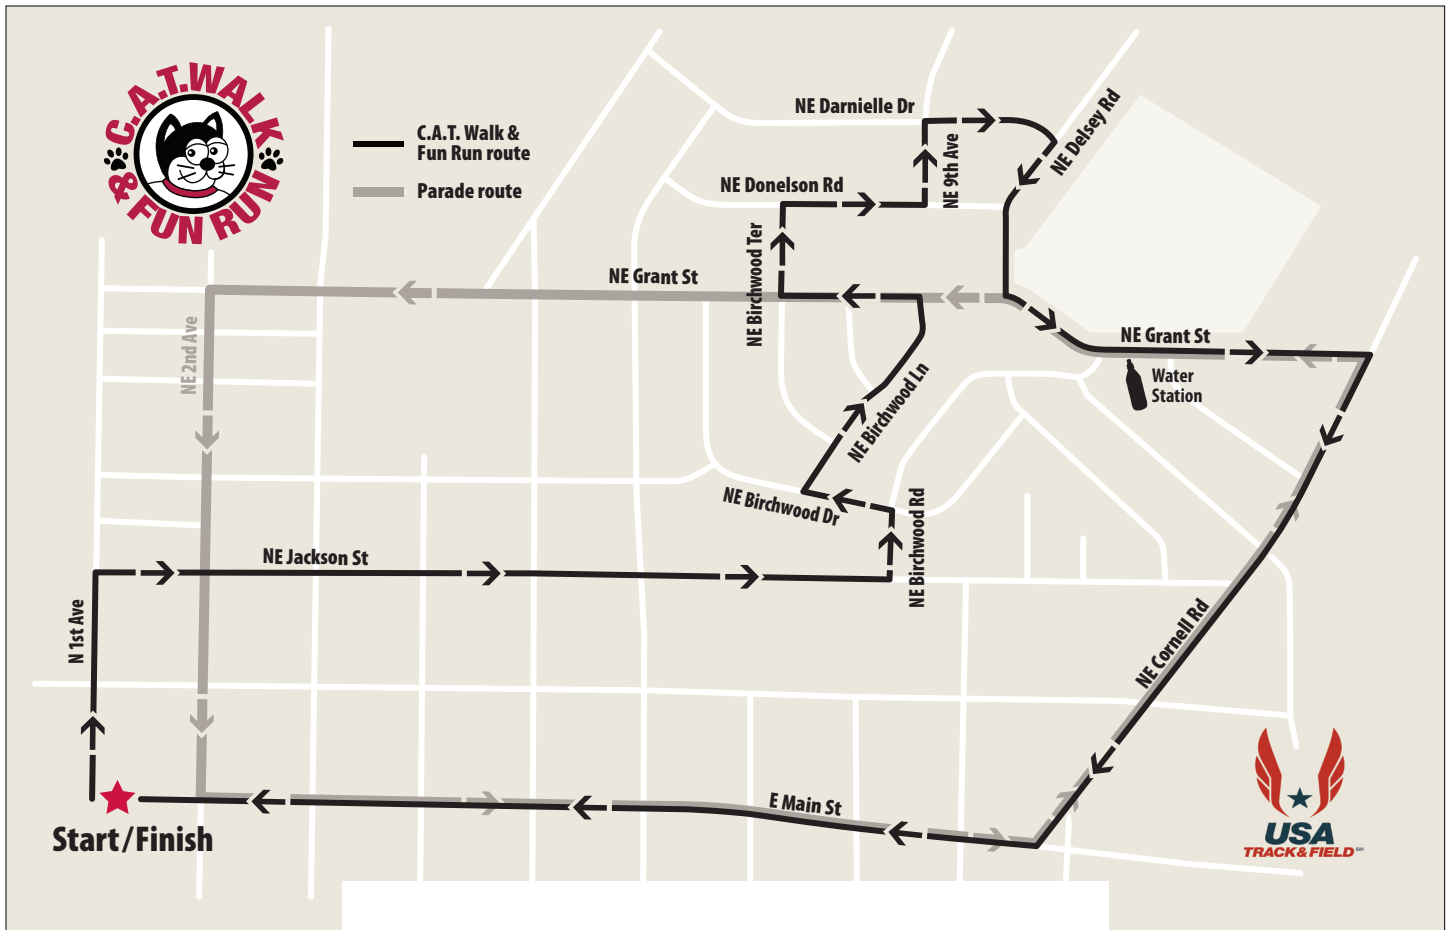 C.A.T. WALK
& FUN RUN
C.A.T. Walk &
Fun Run route
Parade route
NE Darnielle Dr
NE Delsey Rd
NE 9th Ave
NE Donelson Rd
NE Birchwood Ter
NE Grant St
NE 2nd Ave
NE Grant St
Water
Station
NE Birchwood Ln
NE Birchwood Dr
NE Birchwood Rd
NE Jackson St
N 1st Ave
NE Cornell Rd
E Main St
Start/Finish
USA
TRACK&FIELD℠